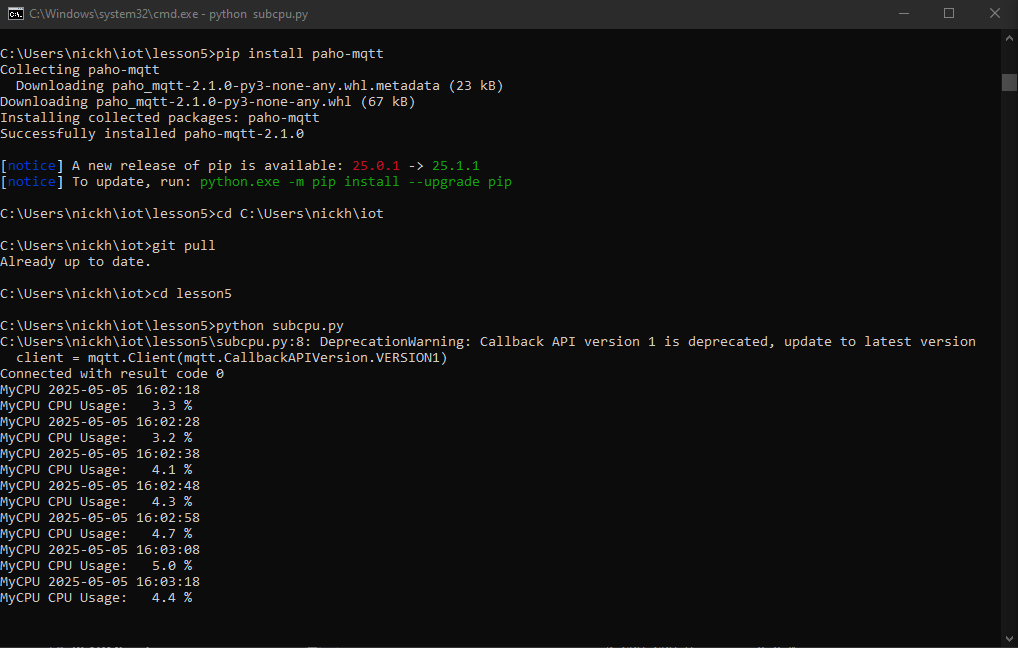 C:\Windows\system32\cmd.exe - python  subcpu.py
C:\Users\nickh\iot\lesson5>pip install paho-mqtt
Collecting paho-mqtt
  Downloading paho_mqtt-2.1.0-py3-none-any.whl.metadata (23 kB)
Downloading paho_mqtt-2.1.0-py3-none-any.whl (67 kB)
Installing collected packages: paho-mqtt
Successfully installed paho-mqtt-2.1.0
[notice] A new release of pip is available: 25.0.1 -> 25.1.1
[notice] To update, run: python.exe -m pip install --upgrade pip
C:\Users\nickh\iot\lesson5>cd C:\Users\nickh\iot
C:\Users\nickh\iot>git pull
Already up to date.
C:\Users\nickh\iot>cd lesson5
C:\Users\nickh\iot\lesson5>python subcpu.py
C:\Users\nickh\iot\lesson5\subcpu.py:8: DeprecationWarning: Callback API version 1 is deprecated, update to latest version
  client = mqtt.Client(mqtt.CallbackAPIVersion.VERSION1)
Connected with result code 0
MyCPU 2025-05-05 16:02:18
MyCPU CPU Usage:   3.3 %
MyCPU 2025-05-05 16:02:28
MyCPU CPU Usage:   3.2 %
MyCPU 2025-05-05 16:02:38
MyCPU CPU Usage:   4.1 %
MyCPU 2025-05-05 16:02:48
MyCPU CPU Usage:   4.3 %
MyCPU 2025-05-05 16:02:58
MyCPU CPU Usage:   4.7 %
MyCPU 2025-05-05 16:03:08
MyCPU CPU Usage:   5.0 %
MyCPU 2025-05-05 16:03:18
MyCPU CPU Usage:   4.4 %